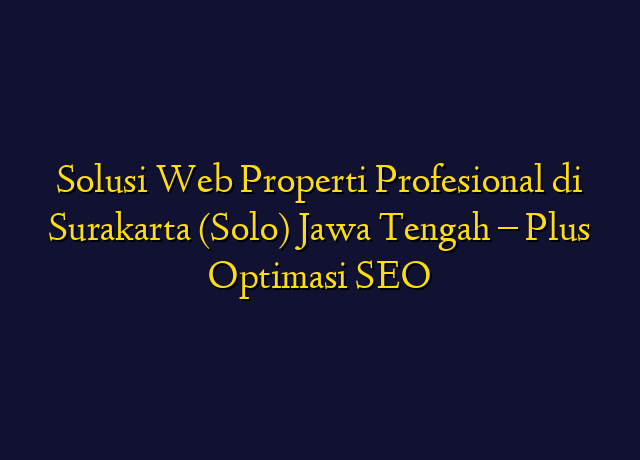 Solusi Web Properti Profesional di
Surakarta (Solo) Jawa Tengah – Plus
Optimasi SEO